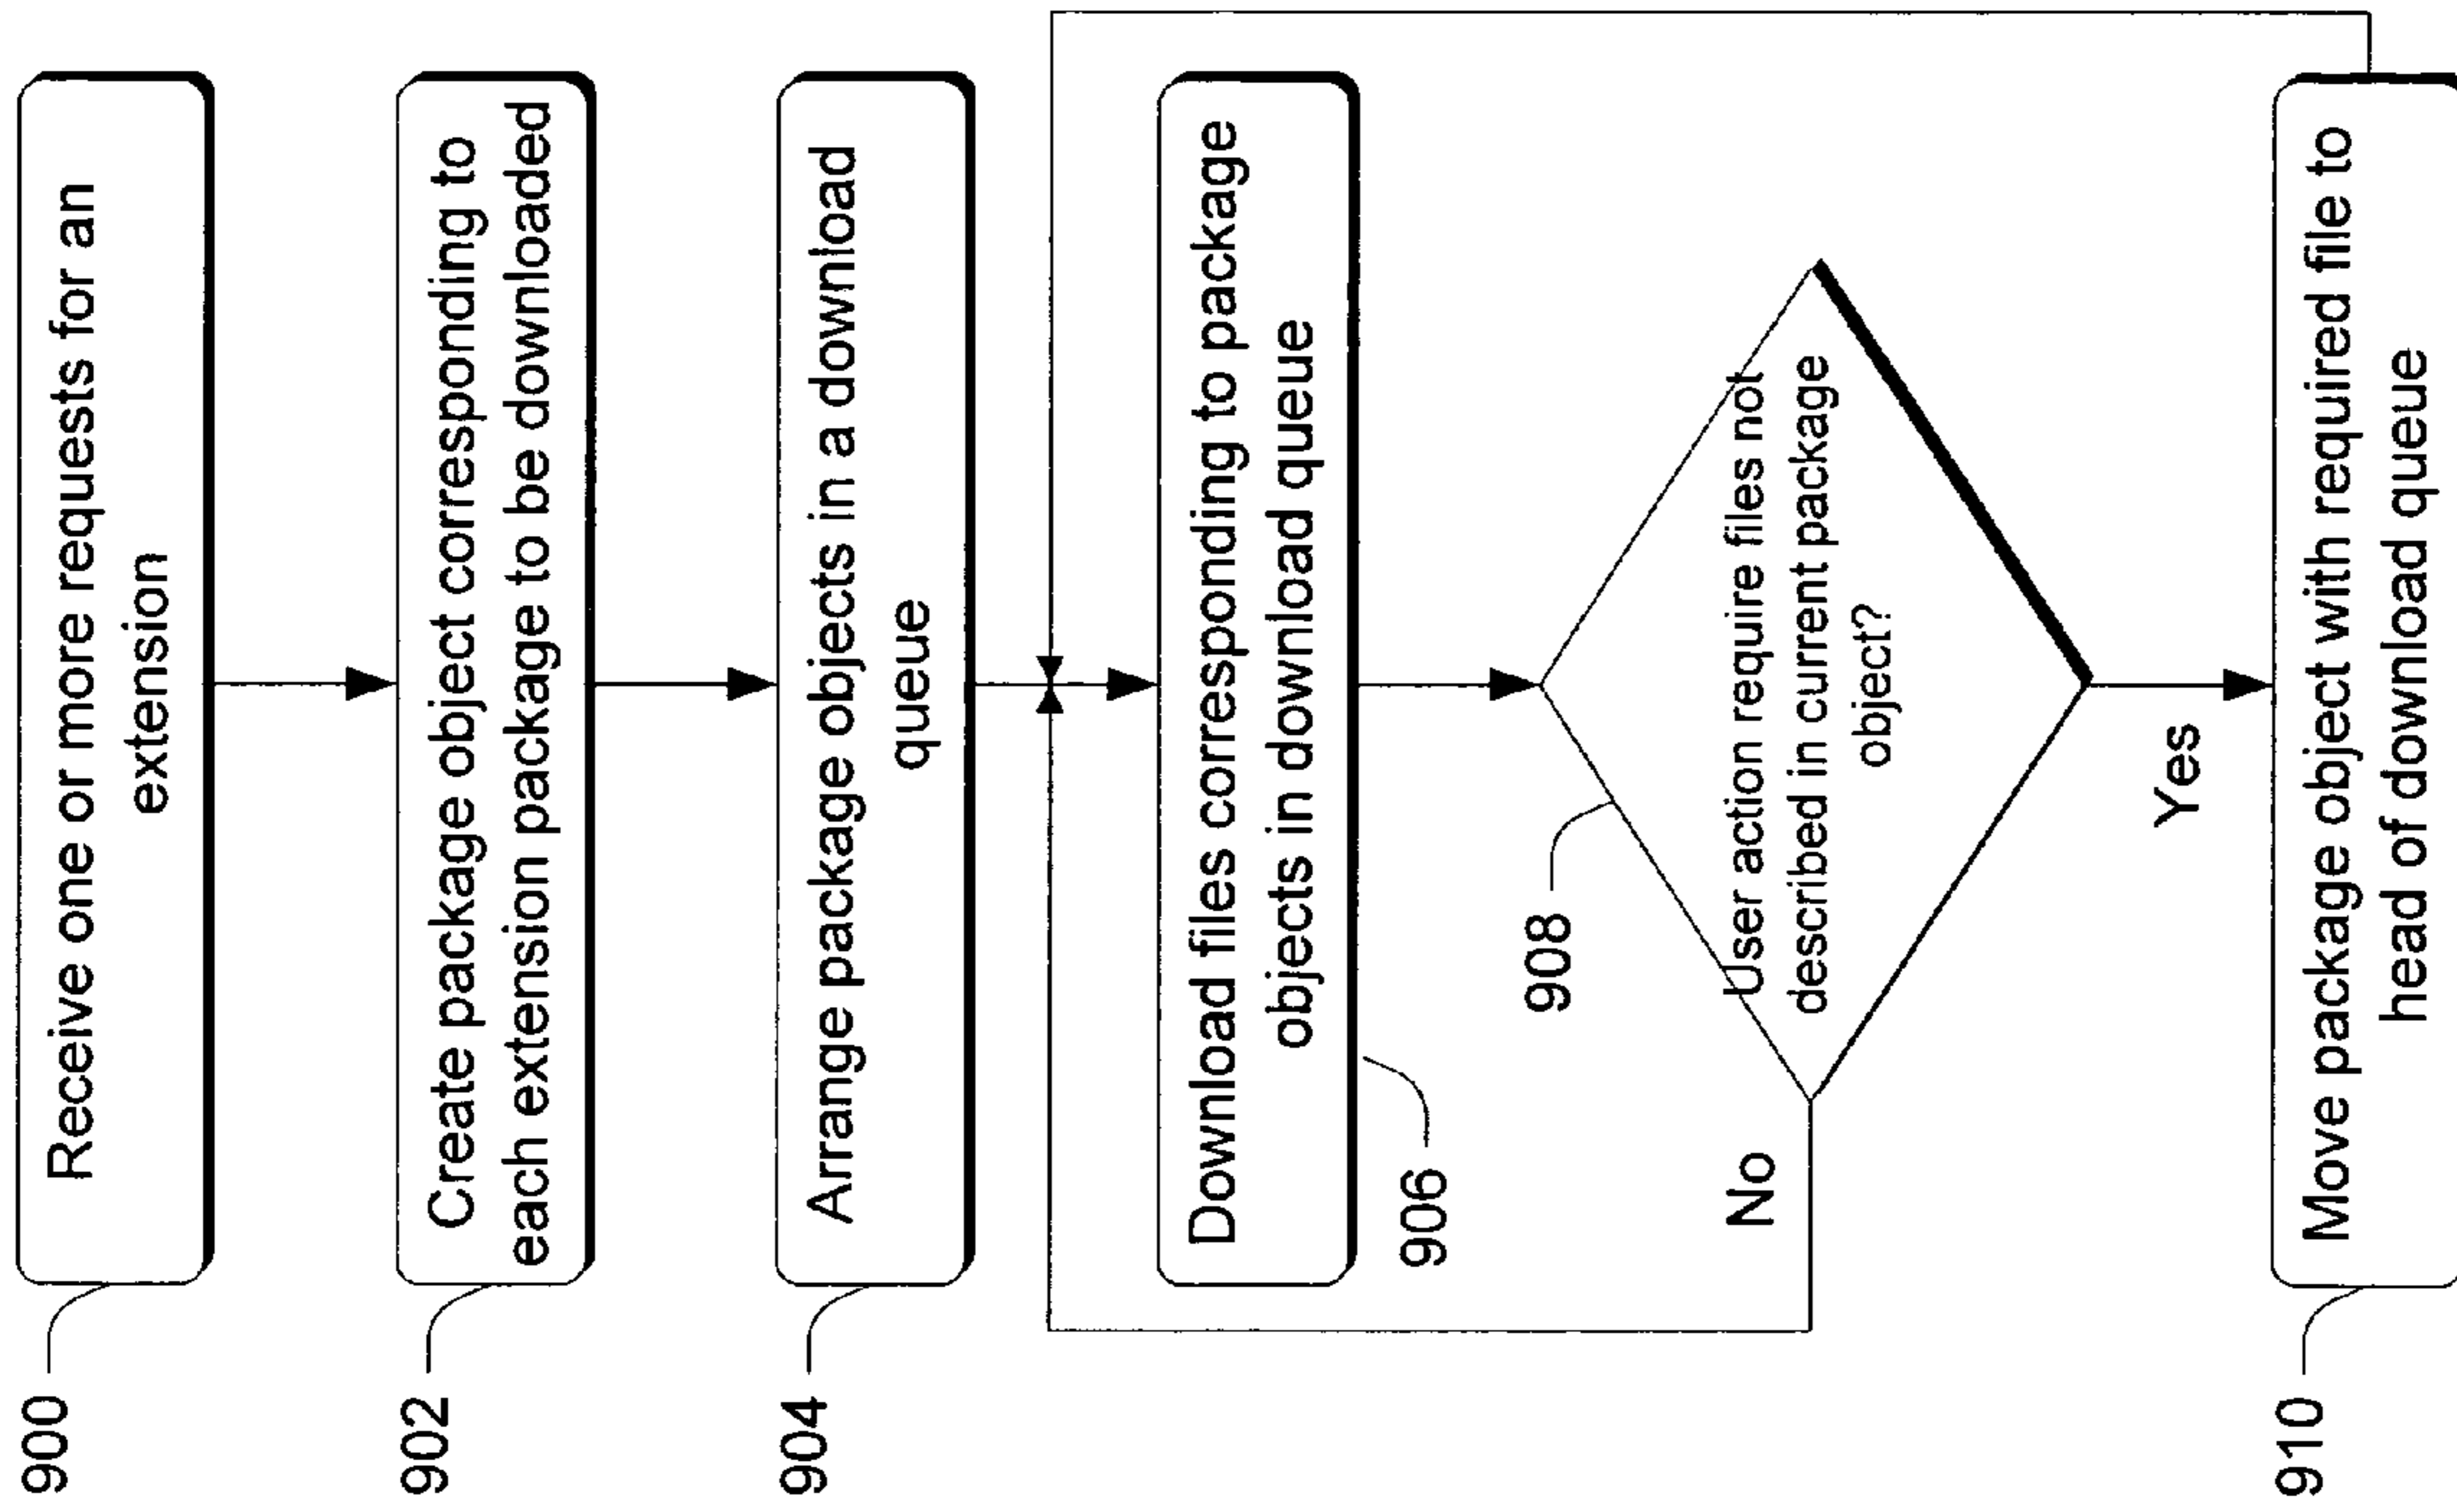 900
Receive one or more requests for an
extension
902
Create package object corresponding to
each extension package to be downloaded
904
Arrange package objects in a download
queue
Download files corresponding to package
objects in download queue
906
908
User action require files not
described in current package
object?
No
Yes
910
Move package object with required file to
head of download queue